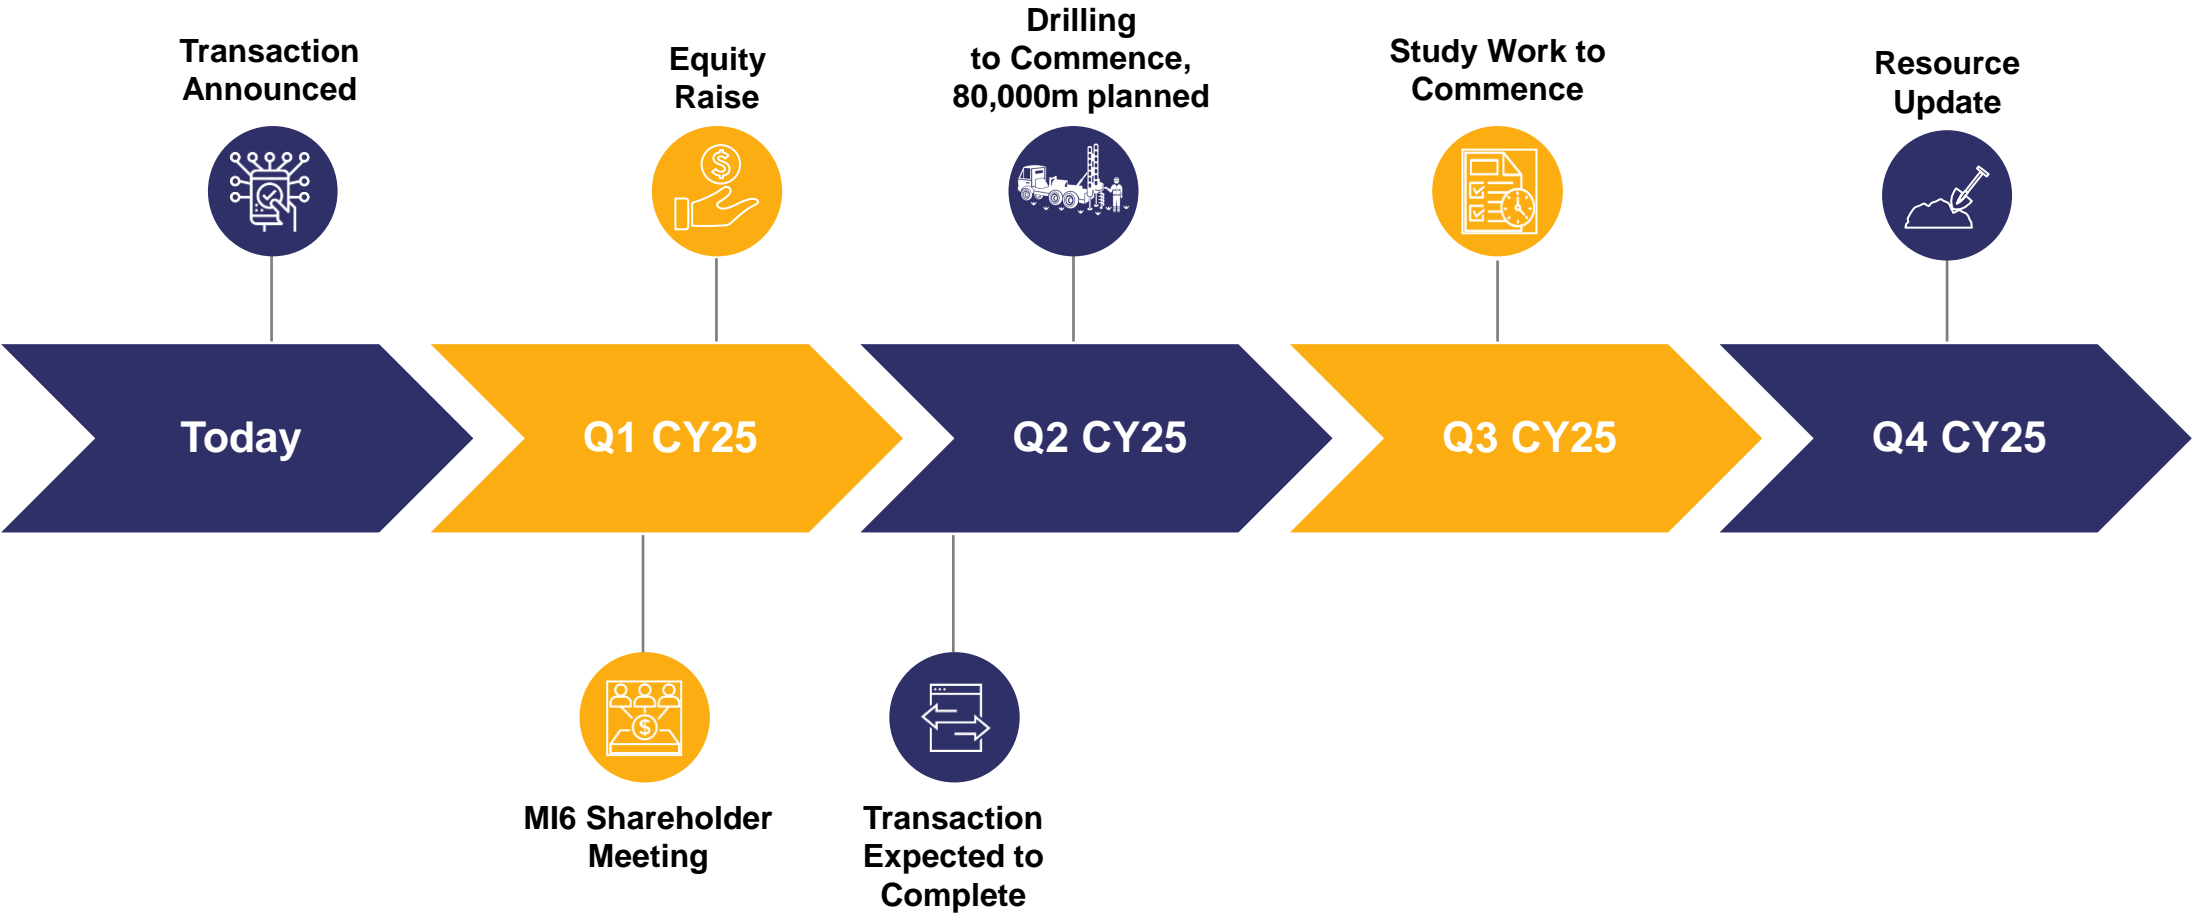 Transaction
Announced
Equity
Raise
Drilling
to Commence,
80,000m planned
Study Work to
Commence
Resource
Update
$
Today
Q1 CY25
Q2 CY25
Q3 CY25
Q4 CY25
$
MI6 Shareholder
Meeting
Transaction
Expected to
Complete